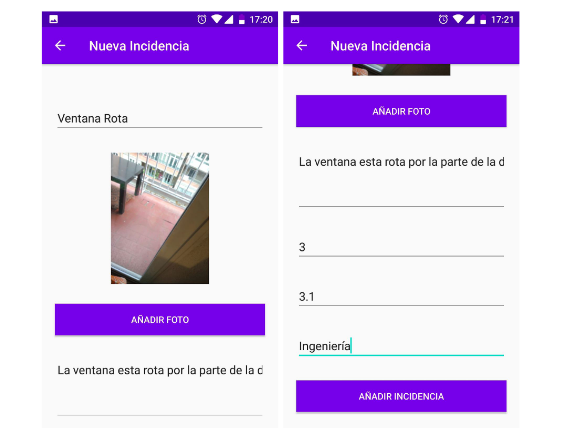 17:20
Nueva Incidencia
Ventana Rota
AÑADIR FOTO
La ventana esta rota por la parte de la d
17:21
Nueva Incidencia
AÑADIR FOTO
La ventana esta rota por la parte de la d
3
3.1
Ingeniería
AÑADIR INCIDENCIA